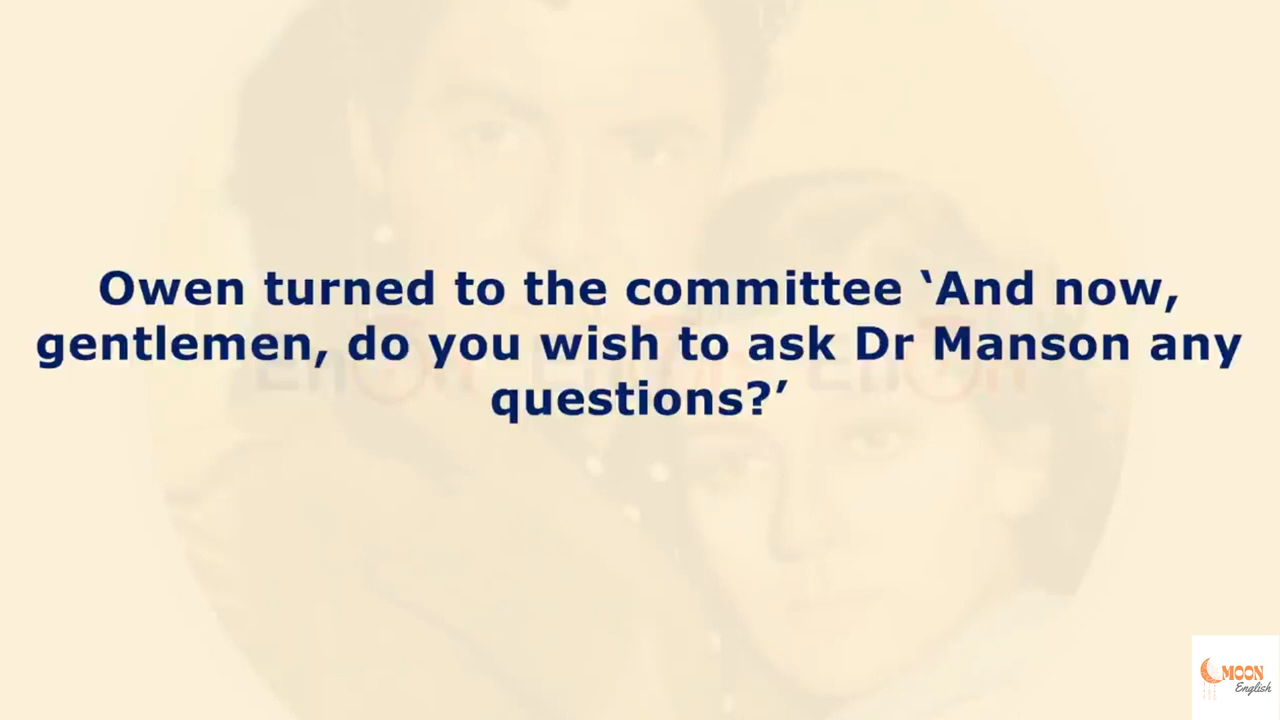 Owen turned to the committee ‘And now,
gentlemen, do you wish to ask Dr Manson any
questions?’
MOON
English